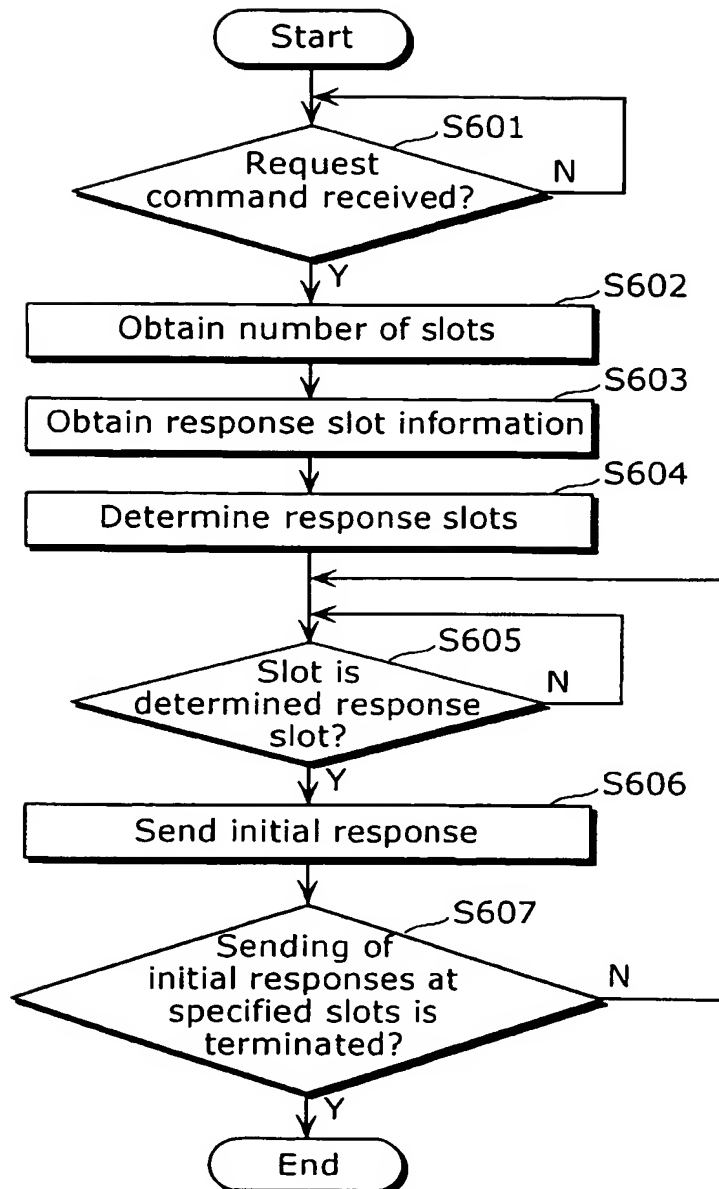 Start
S601
Request
command received?
N
Y
S602
Obtain number of slots
S603
Obtain response slot information
S604
Determine response slots
S605
Slot is
determined response
slot?
N
Y
S606
Send initial response
S607
Sending of
initial responses at
specified slots is
terminated?
N
Y
End